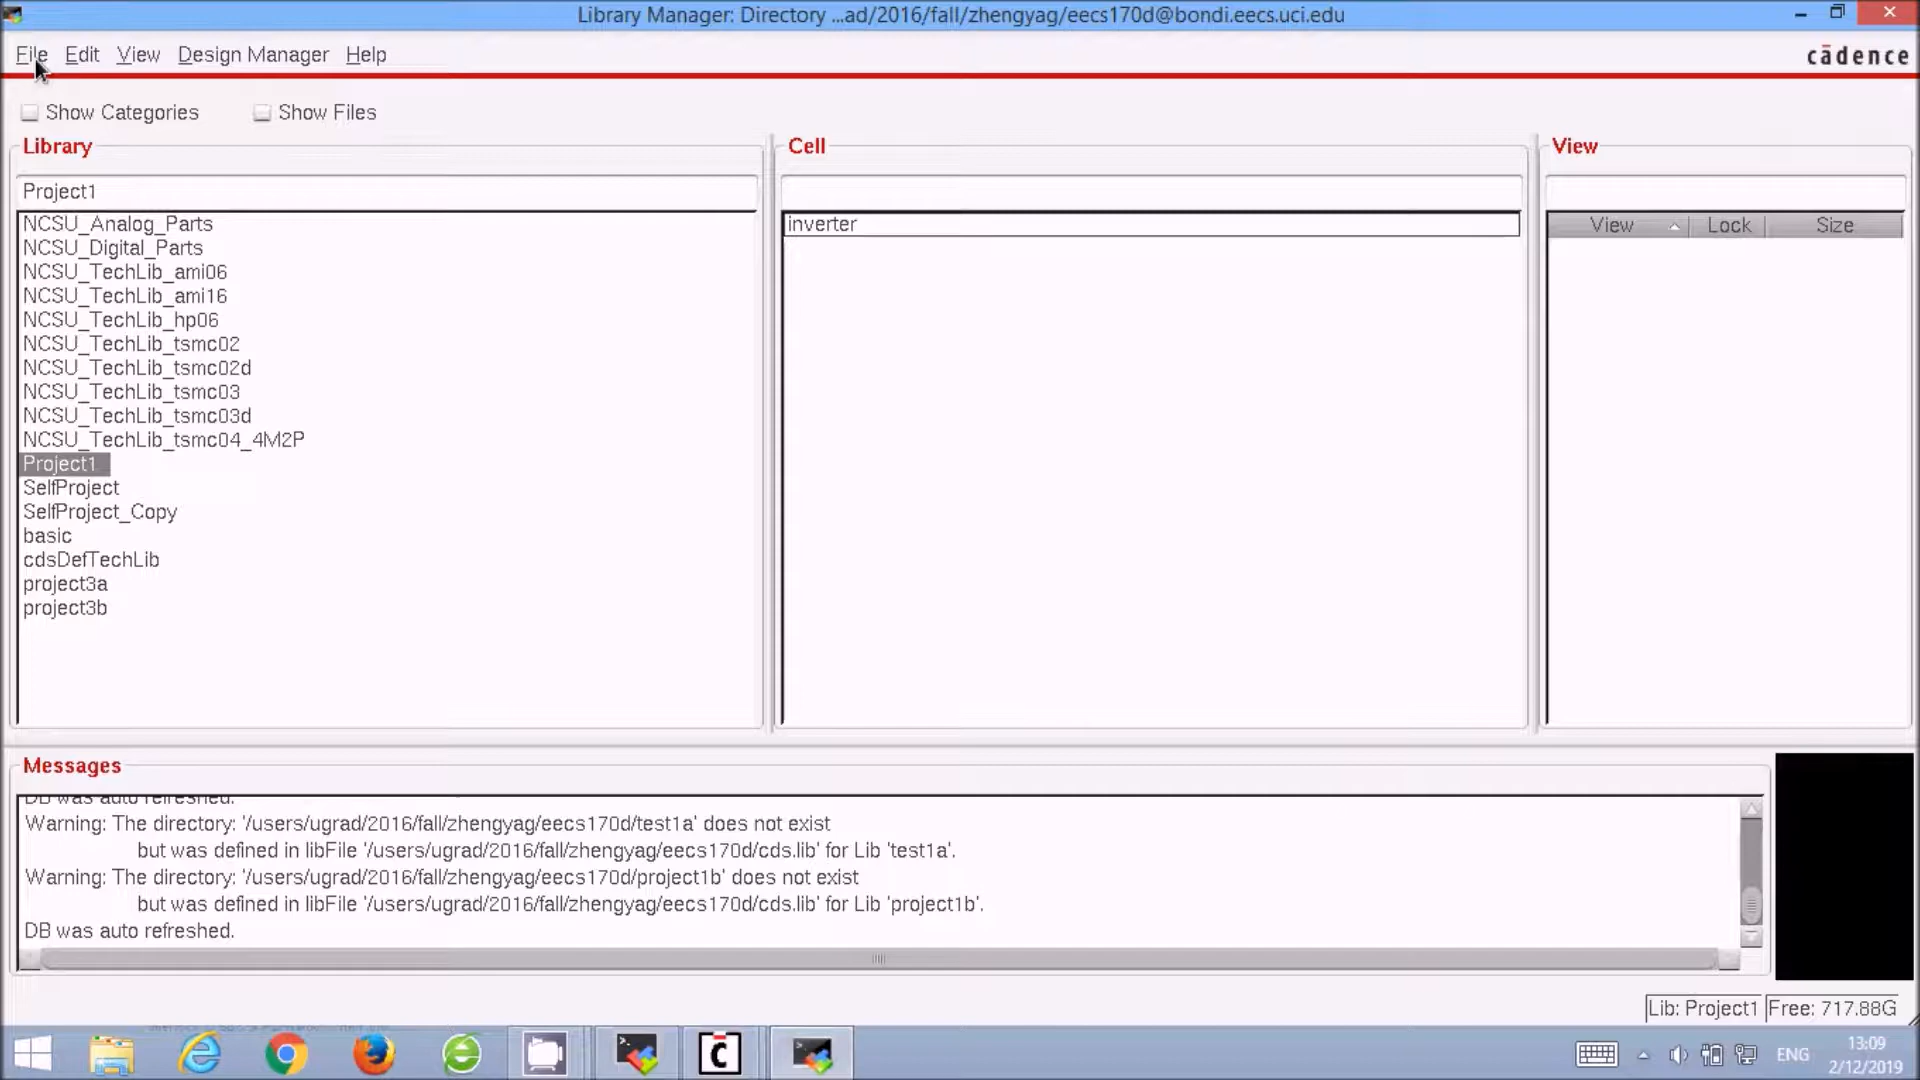 Library Manager: Directory ...ad/2016/fall/zhengyag/eecs170d@bondi.eecs.uci.edu
File Edit View Design Manager Help
cādence
Show Categories Show Files
Library
Project1
NCSU_Analog_Parts
NCSU_Digital_Parts
NCSU_TechLib_ami06
NCSU_TechLib_ami16
NCSU_TechLib_hp06
NCSU_TechLib_tsmc02
NCSU_TechLib_tsmc02d
NCSU_TechLib_tsmc03
NCSU_TechLib_tsmc03d
NCSU_TechLib_tsmc04_4M2P
Project1
SelfProject
SelfProject_Copy
basic
cdsDefTechLib
project3a
project3b
Cell
inverter
View
View Lock Size
Messages
DB was auto refreshed.
Warning: The directory: '/users/ugrad/2016/fall/zhengyag/eecs170d/test1a' does not exist
but was defined in libFile '/users/ugrad/2016/fall/zhengyag/eecs170d/cds.lib' for Lib 'test1a'.
Warning: The directory: '/users/ugrad/2016/fall/zhengyag/eecs170d/project1b' does not exist
but was defined in libFile '/users/ugrad/2016/fall/zhengyag/eecs170d/cds.lib' for Lib 'project1b'.
DB was auto refreshed.
Lib: Project1 Free: 717.88G
ENG
13:09
2/12/2019